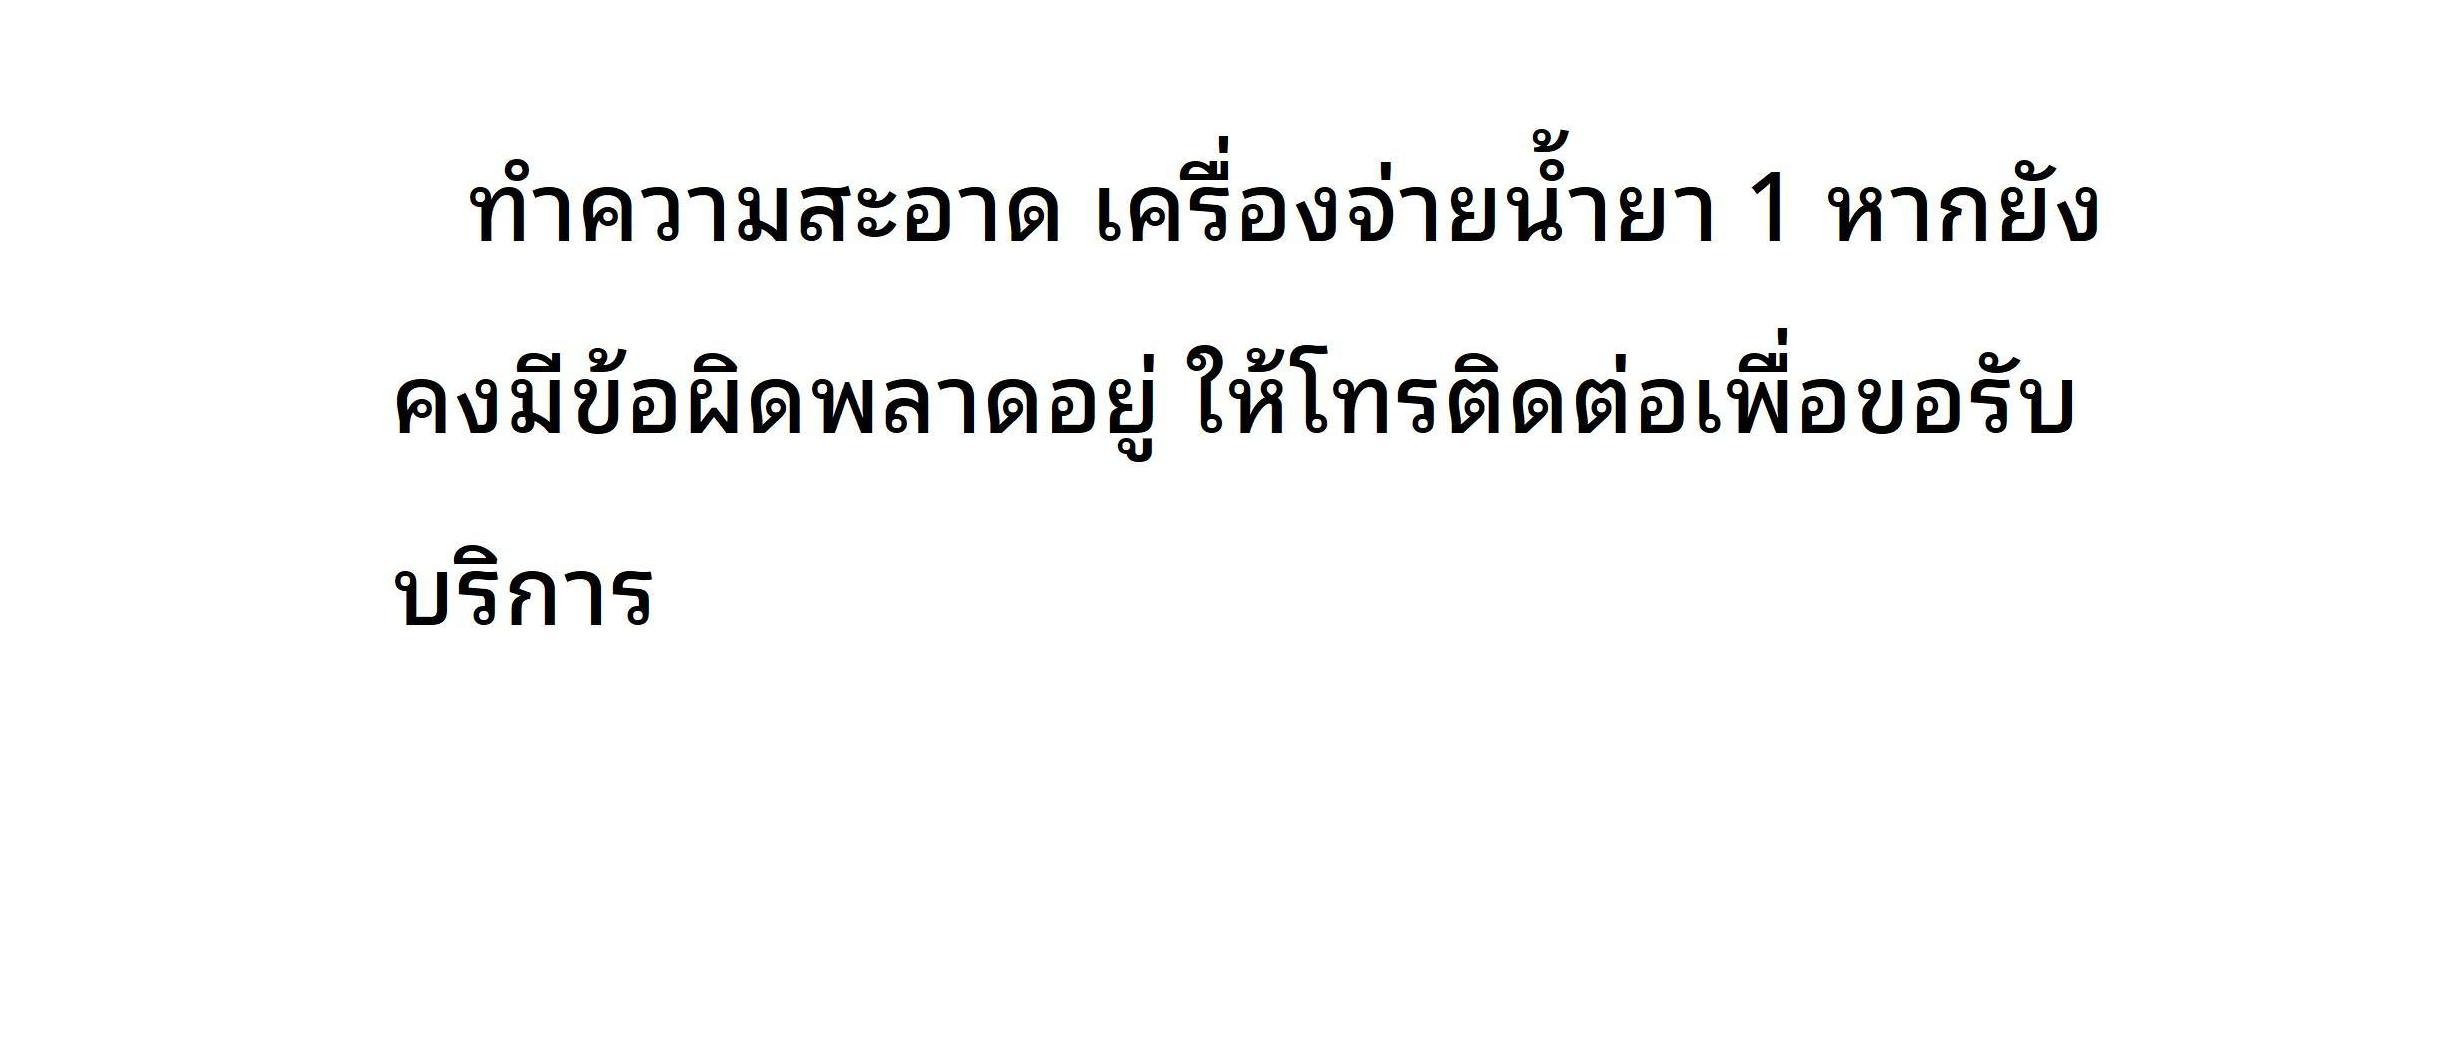 ทำความสะอาด เครื่องจ่ายน้ำยา 1 หากยัง
คงมีข้อผิดพลาดอยู่ ให้โทรติดต่อเพื่อขอรับ
บริการ